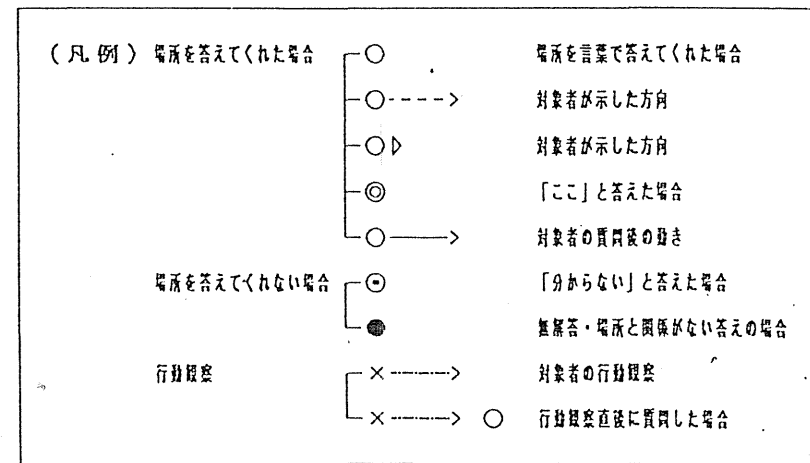 (凡例) 場所を答えてくれた場合 場所を言葉で答えてくれた場合
対象者が示した方向
対象者が示した方向
「ここ」と答えた場合
対象者の質問後の動き
場所を答えてくれない場合 「分からない」と答えた場合
無解答・場所と関係がない答えの場合
行動観察 対象者の行動観察
行動観察直後に質問した場合